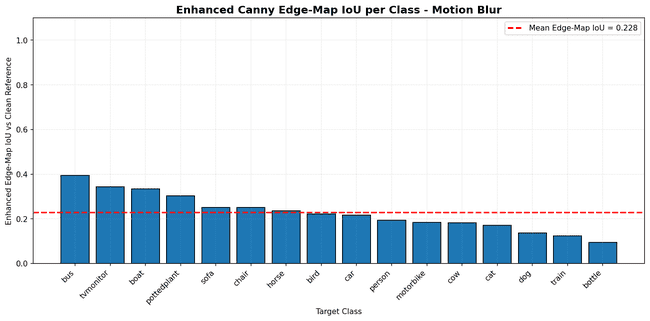 Enhanced Canny Edge-Map IoU per Class - Motion Blur
Mean Edge-Map IoU = 0.228
Enhanced Edge-Map IoU vs Clean Reference
1.0
0.8
0.6
0.4
0.2
0.0
bus
tvmonitor
boat
pottedplant
sofa
chair
horse
bird
car
person
motorbike
cow
cat
dog
train
bottle
Target Class